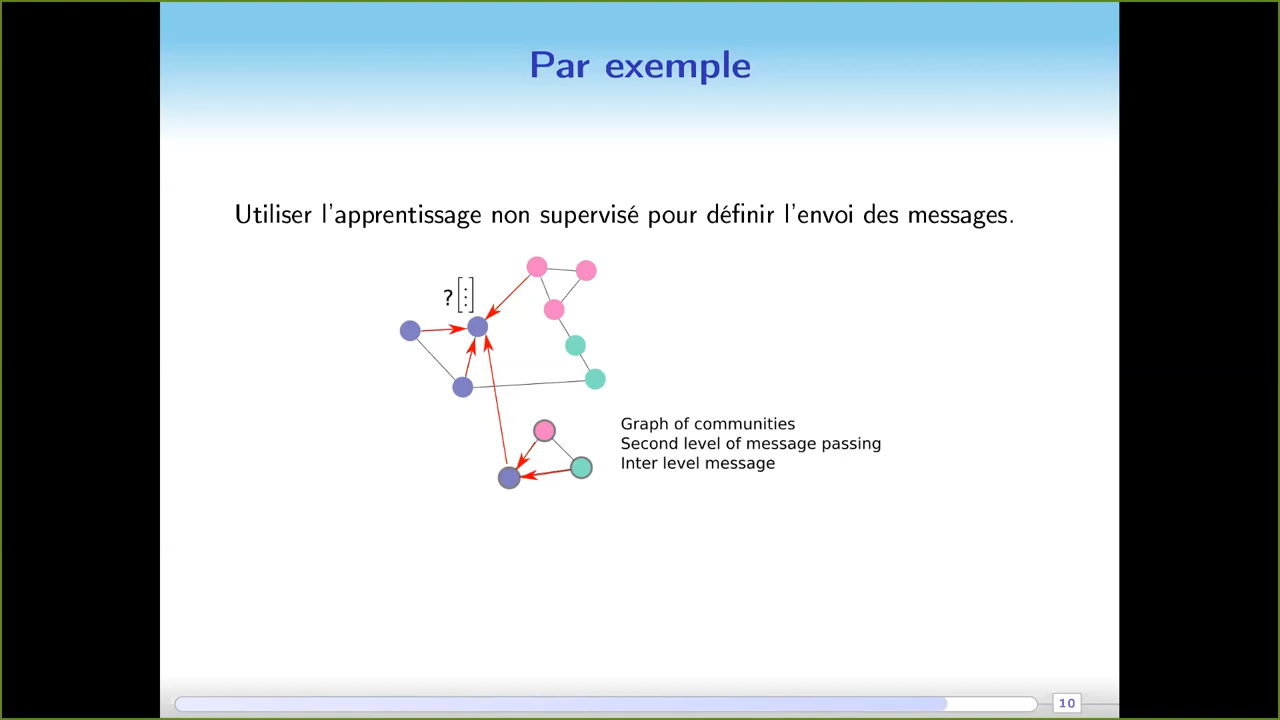 Par exemple
Utiliser l'apprentissage non supervisé pour définir l'envoi des messages.
?
Graph of communities
Second level of message passing
Inter level message
10